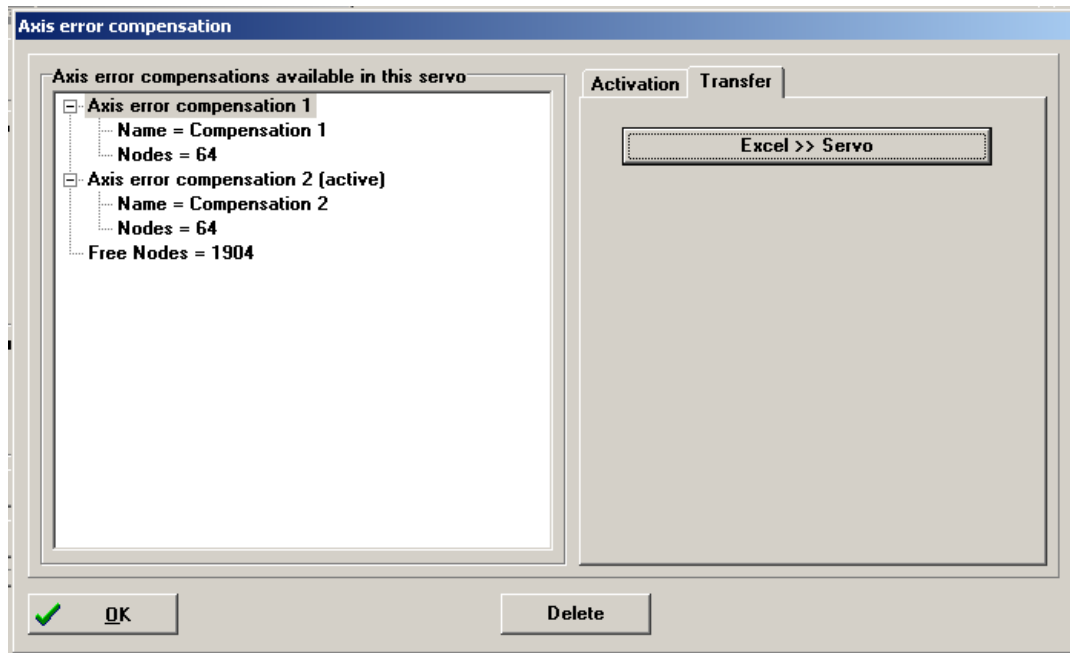 Axis error compensation
Axis error compensations available in this servo
Axis error compensation 1
Name = Compensation 1
Nodes = 64
Axis error compensation 2 (active)
Name = Compensation 2
Nodes = 64
Free Nodes = 1904
Activation Transfer
Excel >> Servo
OK Delete